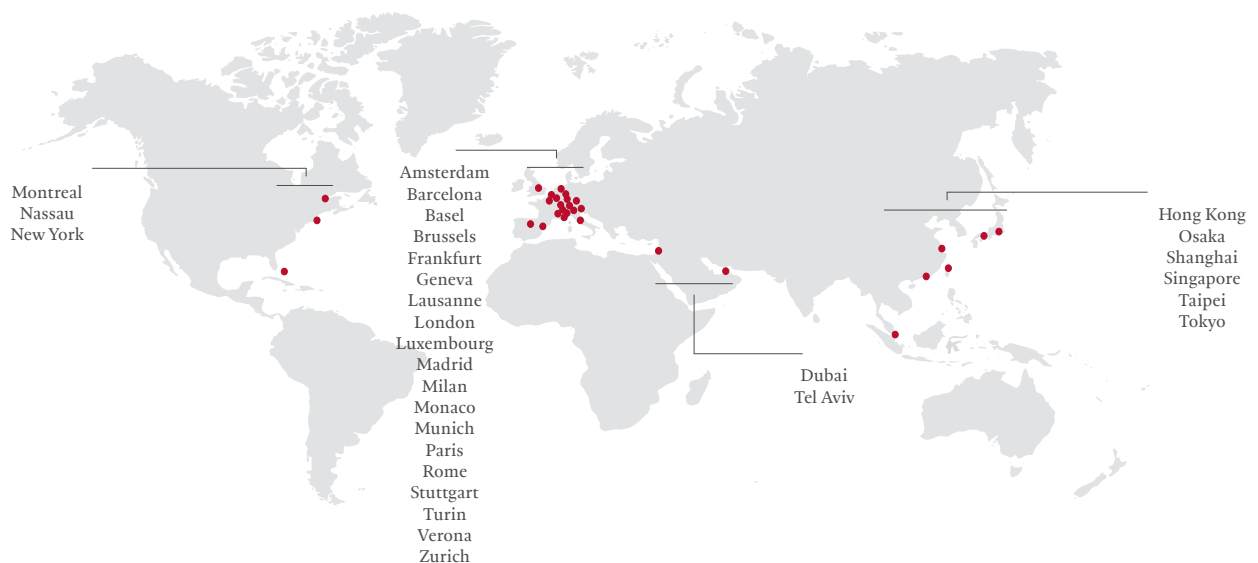 Montreal
Nassau
New York
Amsterdam
Barcelona
Basel
Brussels
Frankfurt
Geneva
Lausanne
London
Luxembourg
Madrid
Milan
Monaco
Munich
Paris
Rome
Stuttgart
Turin
Verona
Zurich
Dubai
Tel Aviv
Hong Kong
Osaka
Shanghai
Singapore
Taipei
Tokyo